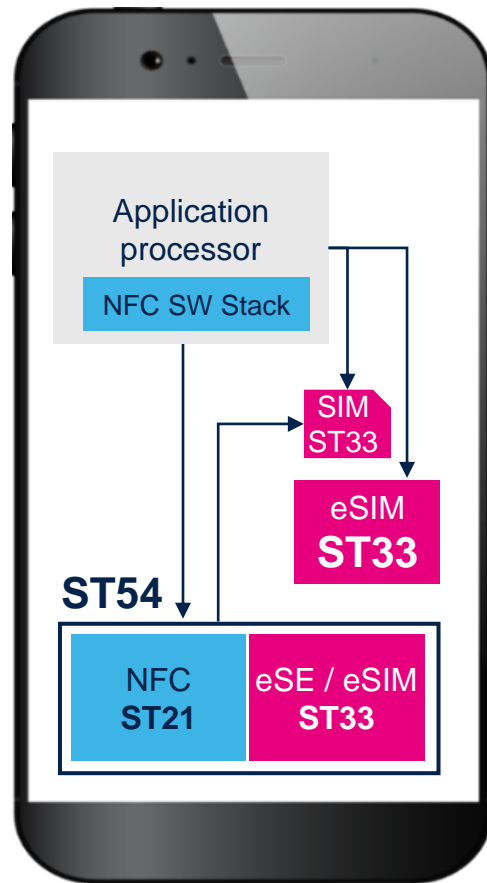 Application
processor
NFC SW Stack
SIM
ST33
eSIM
ST33
ST54
NFC
ST21
eSE / eSIM
ST33